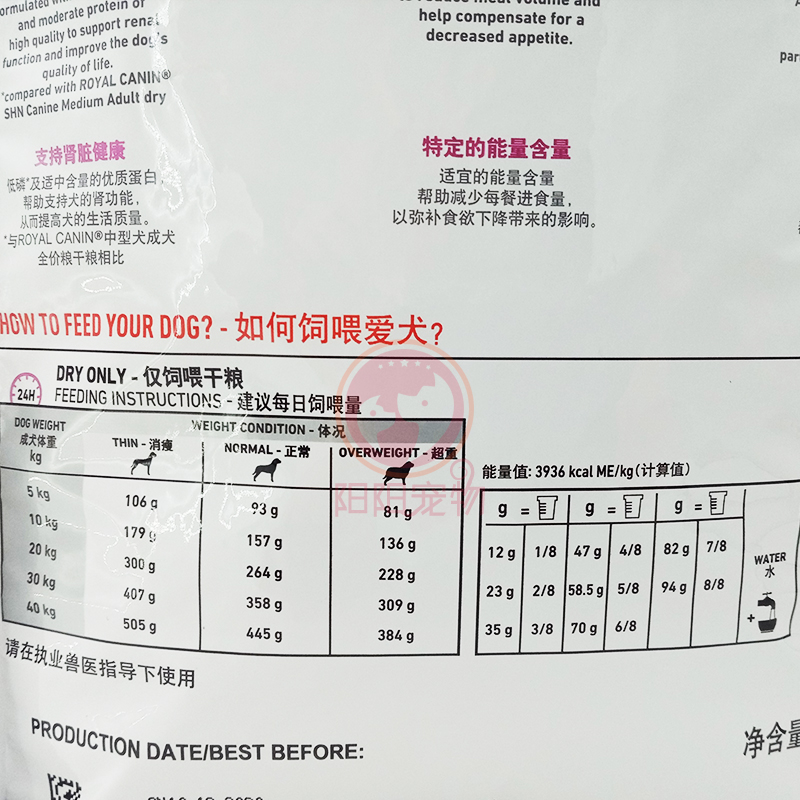 and moderate protein of
high quality to support renal
function and improve the dog's
quality of life.
*compared with ROYAL CANIN®
SHN Canine Medium Adult dry
meal volume and
help compensate for a
decreased appetite.
支持肾脏健康
低磷*及适中含量的优质蛋白,
帮助支持犬的肾功能,
从而提高犬的生活质量。
*与ROYAL CANIN®中型犬成犬
全价粮干粮相比
特定的能量含量
适宜的能量含量
帮助减少每餐进食量,
以弥补食欲下降带来的影响。
HOW TO FEED YOUR DOG? - 如何饲喂爱犬?
24H
DRY ONLY - 仅饲喂干粮
FEEDING INSTRUCTIONS - 建议每日饲喂量
DOG WEIGHT
成犬体重
kg
WEIGHT CONDITION - 体况
THIN - 消瘦 NORMAL - 正常 OVERWEIGHT - 超重
5 kg 106 g 93 g 81 g
10 kg 179 g 157 g 136 g
20 kg 300 g 264 g 228 g
30 kg 407 g 358 g 309 g
40 kg 505 g 445 g 384 g
阳阳宠物
能量值: 3936 kcal ME/kg(计算值)
g = g = g =
12 g 1/8 47 g 4/8 82 g 7/8
23 g 2/8 58.5 g 5/8 94 g 8/8
35 g 3/8 70 g 6/8
WATER
水
+
请在执业兽医指导下使用
PRODUCTION DATE/BEST BEFORE:
净含量